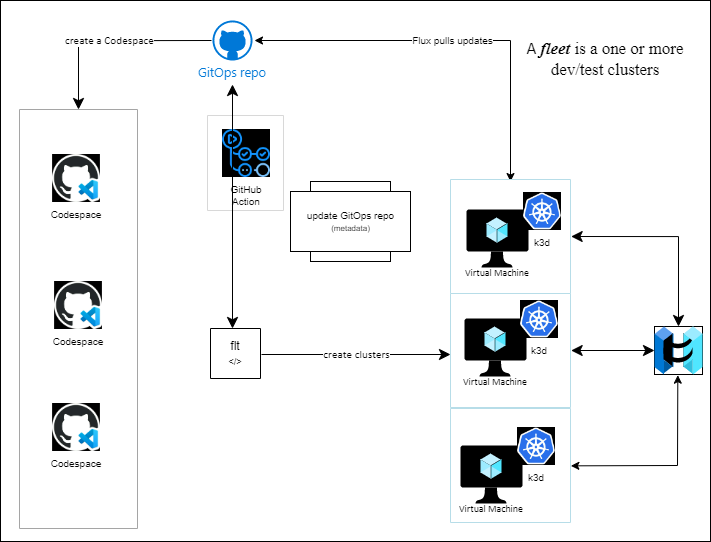 create a Codespace
GitOps repo
Flux pulls updates
A fleet is a one or more
dev/test clusters
GitHub
Action
update GitOps repo
(metadata)
Codespace
Codespace
Codespace
flt
</>
create clusters
k3d
Virtual Machine
k3d
Virtual Machine
k3d
Virtual Machine